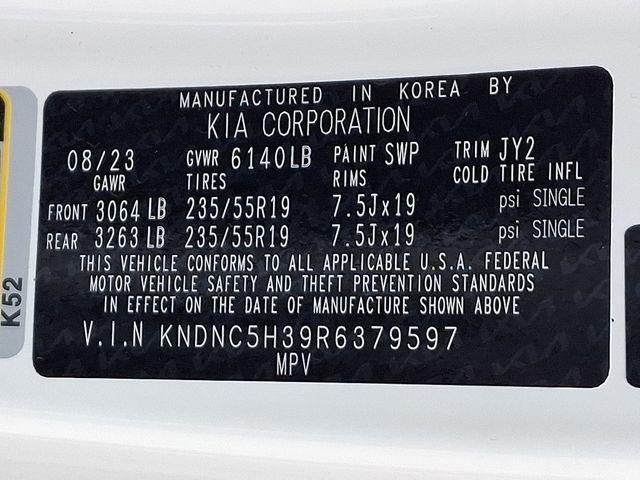 MANUFACTURED IN KOREA BY
KIA CORPORATION
08/23 GVWR 6140LB PAINT SWP TRIM JY2
GAWR TIRES RIMS COLD TIRE INFL
FRONT 3064 LB 235/55R19 7.5Jx19 psi SINGLE
REAR 3263 LB 235/55R19 7.5Jx19 psi SINGLE
THIS VEHICLE CONFORMS TO ALL APPLICABLE U.S.A. FEDERAL
MOTOR VEHICLE SAFETY AND THEFT PREVENTION STANDARDS
IN EFFECT ON THE DATE OF MANUFACTURE SHOWN ABOVE
V.I.N KNDNC5H39R6379597
MPV
K52